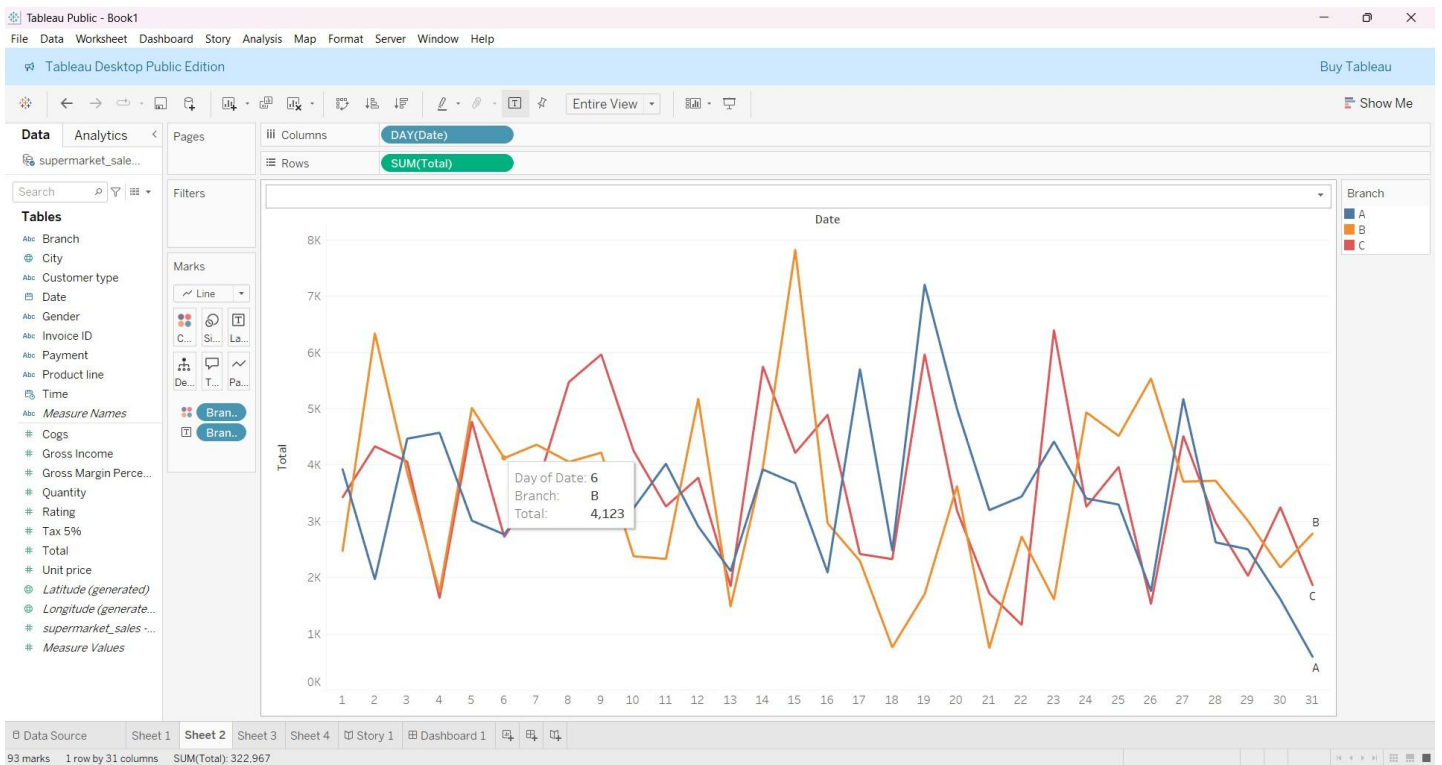 Tableau Public - Book1
File Data Worksheet Dashboard Story Analysis Map Format Server Window Help
Tableau Desktop Public Edition
Buy Tableau
Entire View
Show Me
Data
Analytics
Pages
Columns
DAY(Date)
supermarket_sale...
Rows
SUM(Total)
Search
Filters
Branch
A
B
C
Tables
Abc Branch
City
Abc Customer type
Date
Abc Gender
Abc Invoice ID
Abc Payment
Abc Product line
Time
Abc Measure Names
# Cogs
# Gross Income
# Gross Margin Perce...
# Quantity
# Rating
# Tax 5%
# Total
# Unit price
Latitude (generated)
Longitude (generate...
# supermarket_sales -...
# Measure Values
Marks
Line
C... Si... La...
De... T... Pa...
Bran..
Bran..
Date
8K
7K
6K
5K
4K
3K
2K
1K
0K
Total
Day of Date: 6
Branch: B
Total: 4,123
B
C
A
1 2 3 4 5 6 7 8 9 10 11 12 13 14 15 16 17 18 19 20 21 22 23 24 25 26 27 28 29 30 31
Data Source Sheet 1 Sheet 2 Sheet 3 Sheet 4 Story 1 Dashboard 1
93 marks 1 row by 31 columns SUM(Total): 322,967